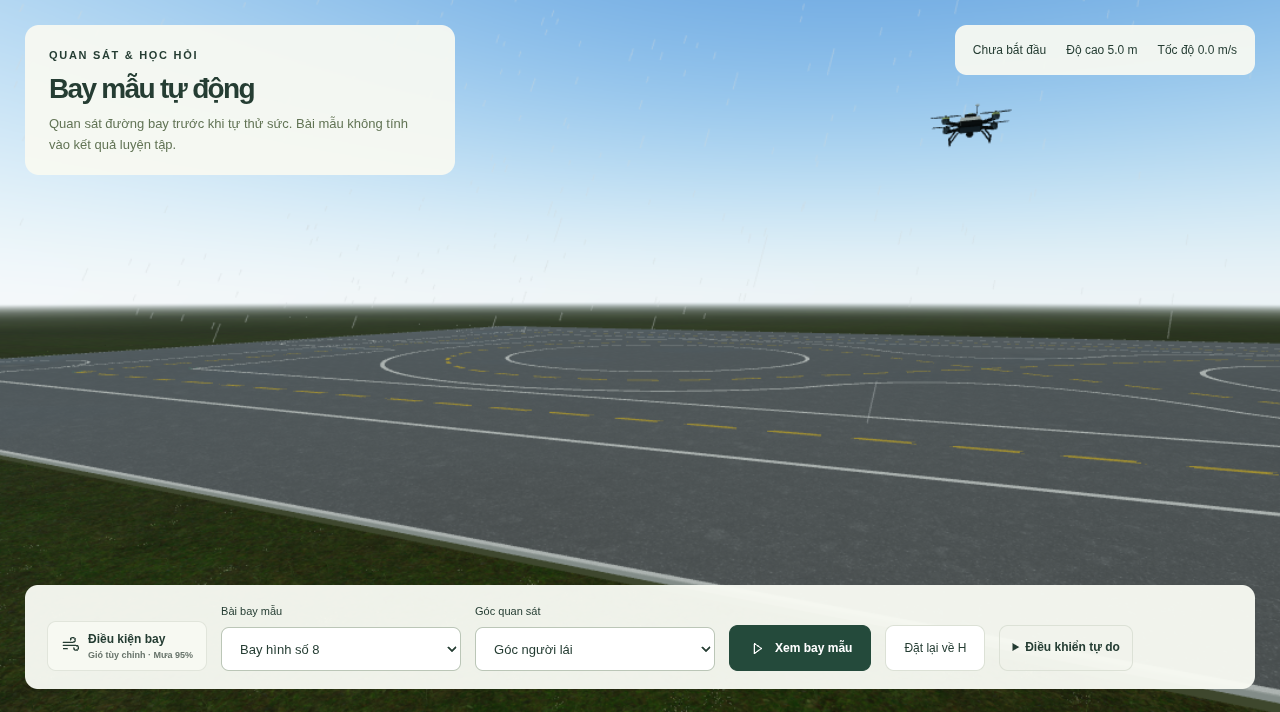 QUAN SÁT & HỌC HỎI
Bay mẫu tự động
Quan sát đường bay trước khi tự thử sức. Bài mẫu không tính
vào kết quả luyện tập.
Chưa bắt đầu Độ cao 5.0 m Tốc độ 0.0 m/s
Điều kiện bay
Gió tùy chỉnh · Mưa 95%
Bài bay mẫu
Bay hình số 8
Góc quan sát
Góc người lái
Xem bay mẫu
Đặt lại về H
Điều khiển tự do